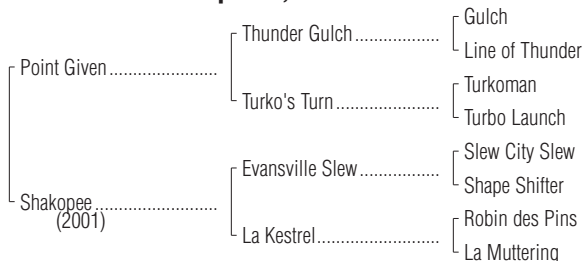 Gulch
Thunder Gulch
Line of Thunder
Point Given
Turkoman
Turko's Turn
Turbo Launch
Slew City Slew
Evansville Slew
Shape Shifter
Shakopee
(2001)
Robin des Pins
La Kestrel
La Muttering